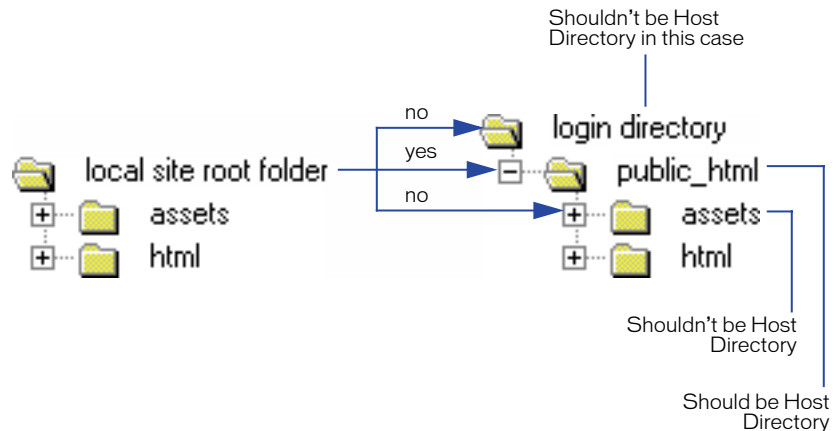 Shouldn't be Host
Directory in this case
no
login directory
yes
local site root folder
public_html
no
assets
assets
html
html
Shouldn't be Host
Directory
Should be Host
Directory